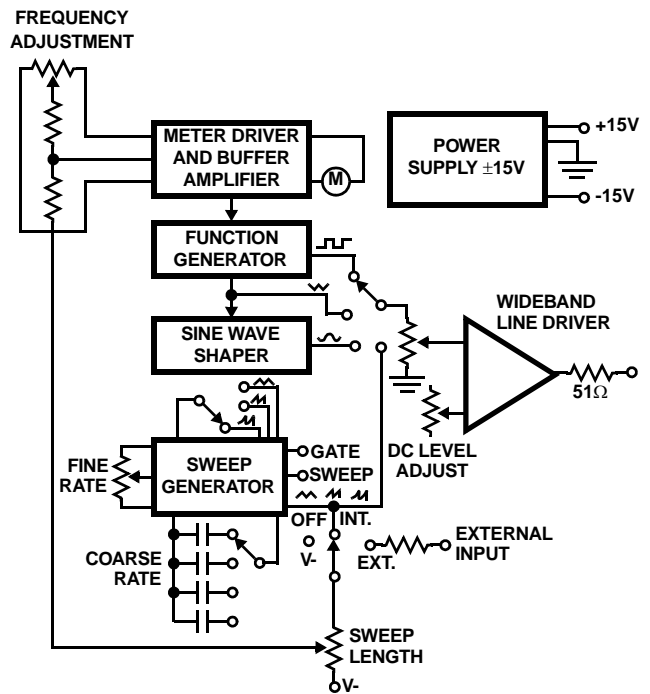 FREQUENCY
ADJUSTMENT
METER DRIVER
AND BUFFER
AMPLIFIER
M
POWER
SUPPLY ±15V
+15V
-15V
FUNCTION
GENERATOR
SINE WAVE
SHAPER
WIDEBAND
LINE DRIVER
51Ω
DC LEVEL
ADJUST
FINE
RATE
SWEEP
GENERATOR
GATE
SWEEP
OFF
INT.
V-
EXT.
EXTERNAL
INPUT
COARSE
RATE
SWEEP
LENGTH
V-